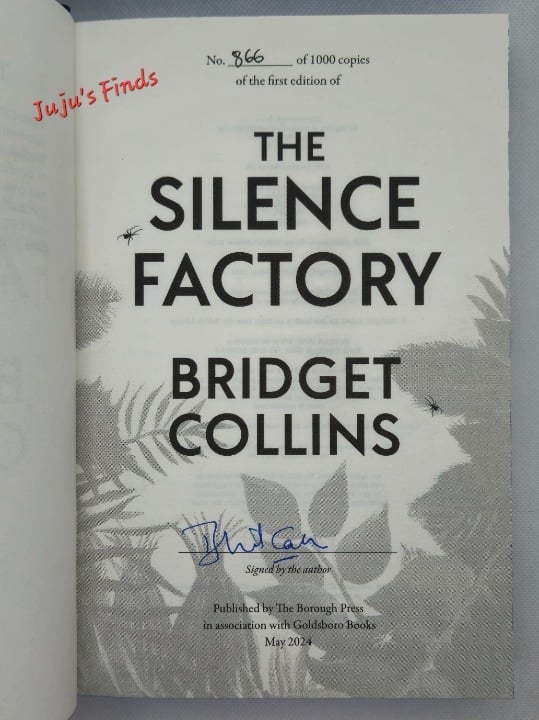 No. 866 of 1000 copies
of the first edition of
Juju's Finds
THE
SILENCE
FACTORY
BRIDGET
COLLINS
Signed by the author
Published by The Borough Press
in association with Goldsboro Books
May 2024